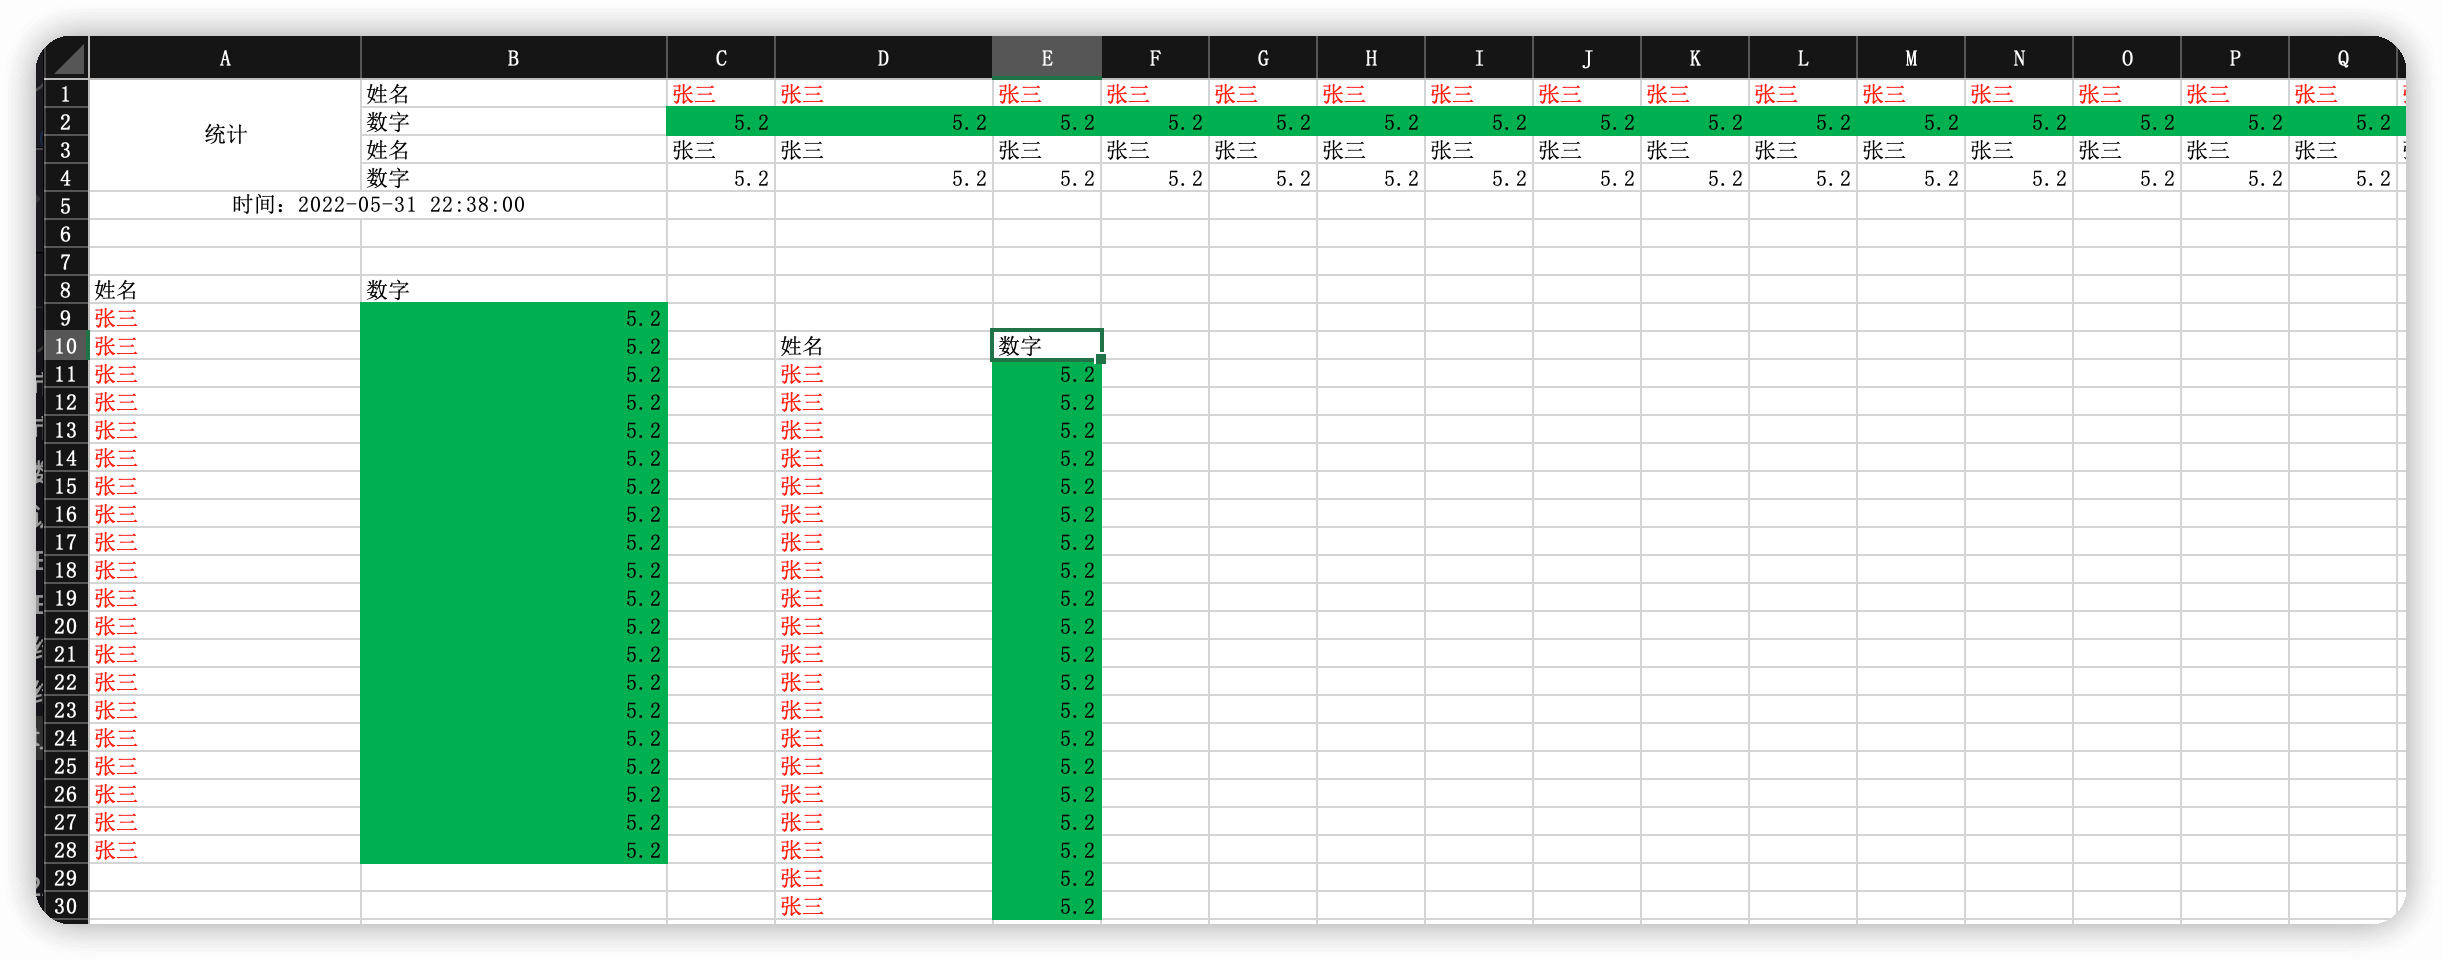 A B C D E F G H I J K L M N O P Q
1 姓名 张三 张三 张三 张三 张三 张三 张三 张三 张三 张三 张三 张三 张三 张三 张三
2 数字 5.2 5.2 5.2 5.2 5.2 5.2 5.2 5.2 5.2 5.2 5.2 5.2 5.2 5.2 5.2
统计
3 姓名 张三 张三 张三 张三 张三 张三 张三 张三 张三 张三 张三 张三 张三 张三 张三
4 数字 5.2 5.2 5.2 5.2 5.2 5.2 5.2 5.2 5.2 5.2 5.2 5.2 5.2 5.2 5.2
5 时间：2022-05-31 22:38:00
6
7
8 姓名 数字
9 张三 5.2
10 张三 5.2 姓名 数字
11 张三 5.2 张三 5.2
12 张三 5.2 张三 5.2
13 张三 5.2 张三 5.2
14 张三 5.2 张三 5.2
15 张三 5.2 张三 5.2
16 张三 5.2 张三 5.2
17 张三 5.2 张三 5.2
18 张三 5.2 张三 5.2
19 张三 5.2 张三 5.2
20 张三 5.2 张三 5.2
21 张三 5.2 张三 5.2
22 张三 5.2 张三 5.2
23 张三 5.2 张三 5.2
24 张三 5.2 张三 5.2
25 张三 5.2 张三 5.2
26 张三 5.2 张三 5.2
27 张三 5.2 张三 5.2
28 张三 5.2 张三 5.2
29 张三 5.2
30 张三 5.2